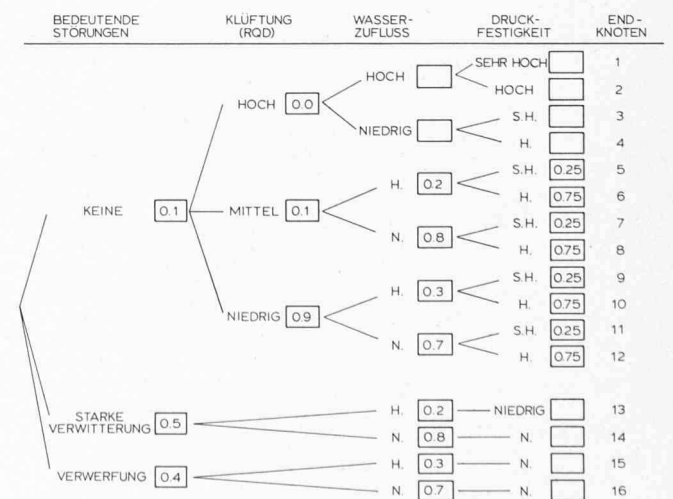 BEDEUTENDE KLÜFTUNG WASSER- DRUCK- END-
STÖRUNGEN (RQD) ZUFLUSS FESTIGKEIT KNOTEN
SEHR HOCH 1
HOCH
HOCH 2
HOCH 0.0
S.H. 3
NIEDRIG
H. 4
S.H. 0.25 5
H. 0.2
H. 0.75 6
KEINE 0.1 MITTEL 0.1
S.H. 0.25 7
N. 0.8
H. 0.75 8
S.H. 0.25 9
H. 0.3
H. 0.75 10
NIEDRIG 0.9
S.H. 0.25 11
N. 0.7
H. 0.75 12
STARKE
VERWITTERUNG 0.5
H. 0.2 NIEDRIG 13
N. 0.8 N. 14
VERWERFUNG 0.4
H. 0.3 N. 15
N. 0.7 N. 16